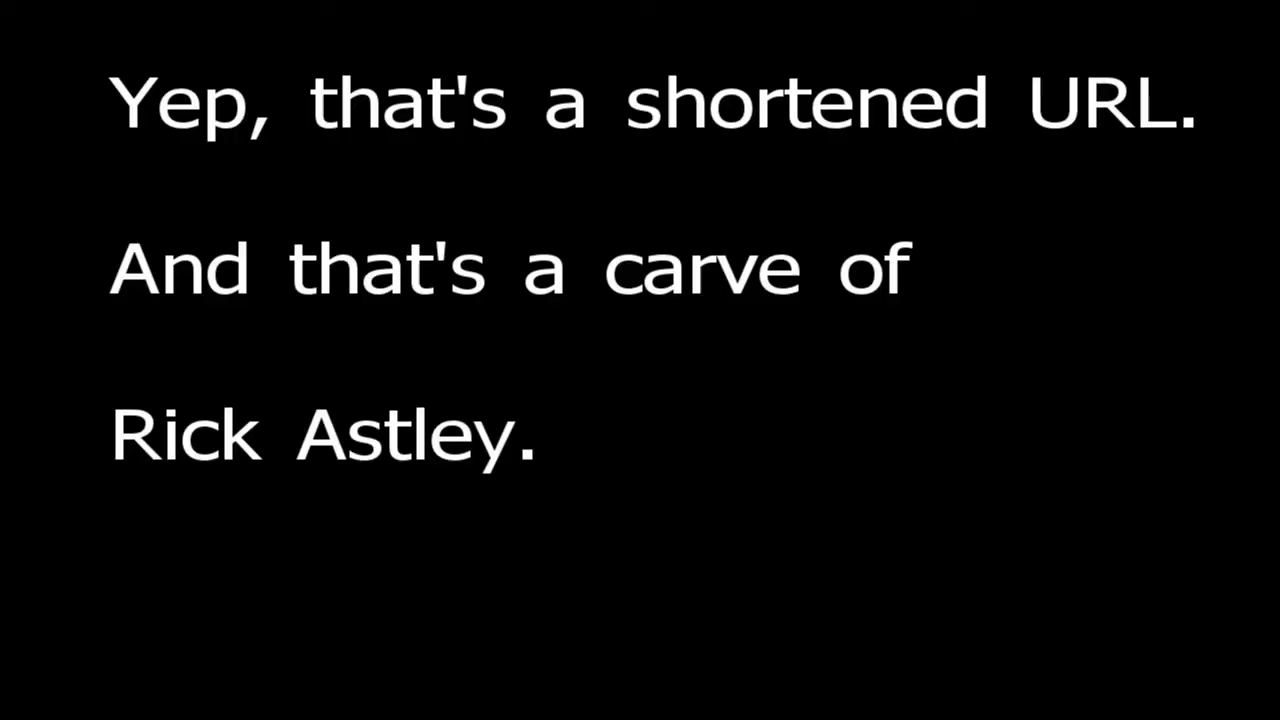 Yep, that's a shortened URL.
And that's a carve of
Rick Astley.